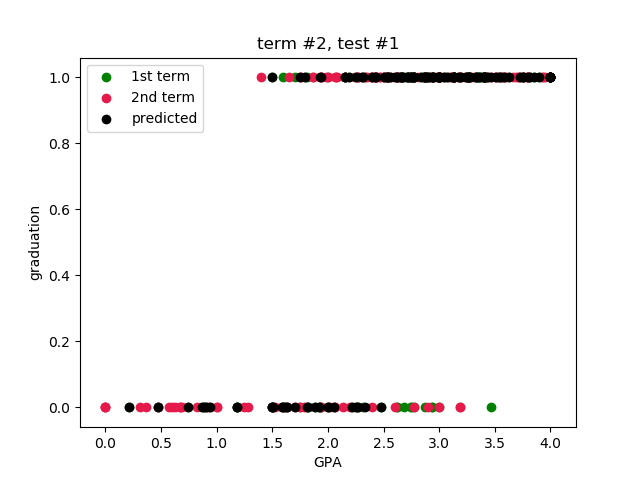 term #2, test #1
1st term
2nd term
predicted
1.0
0.8
0.6
0.4
0.2
0.0
graduation
0.0 0.5 1.0 1.5 2.0 2.5 3.0 3.5 4.0
GPA